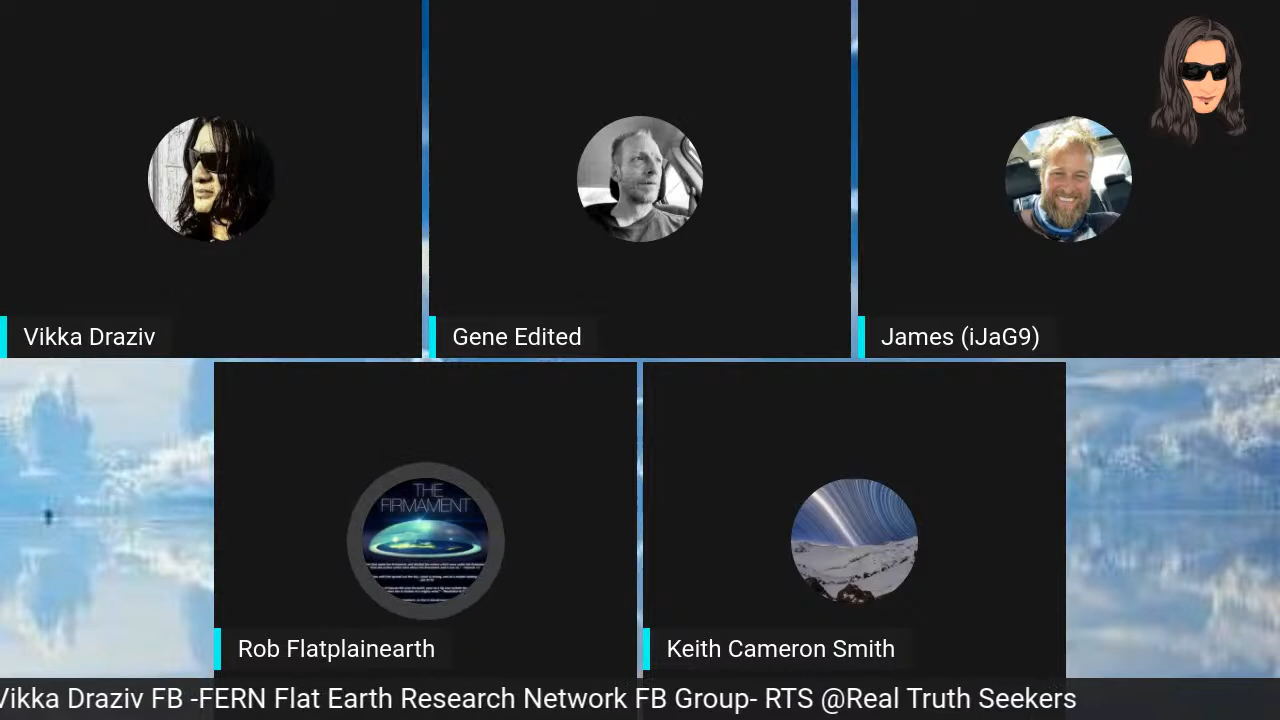 Vikka Draziv
Gene Edited
James (iJaG9)
THE
FIRMAMENT
Rob Flatplainearth
Keith Cameron Smith
Vikka Draziv FB -FERN Flat Earth Research Network FB Group- RTS @Real Truth Seekers